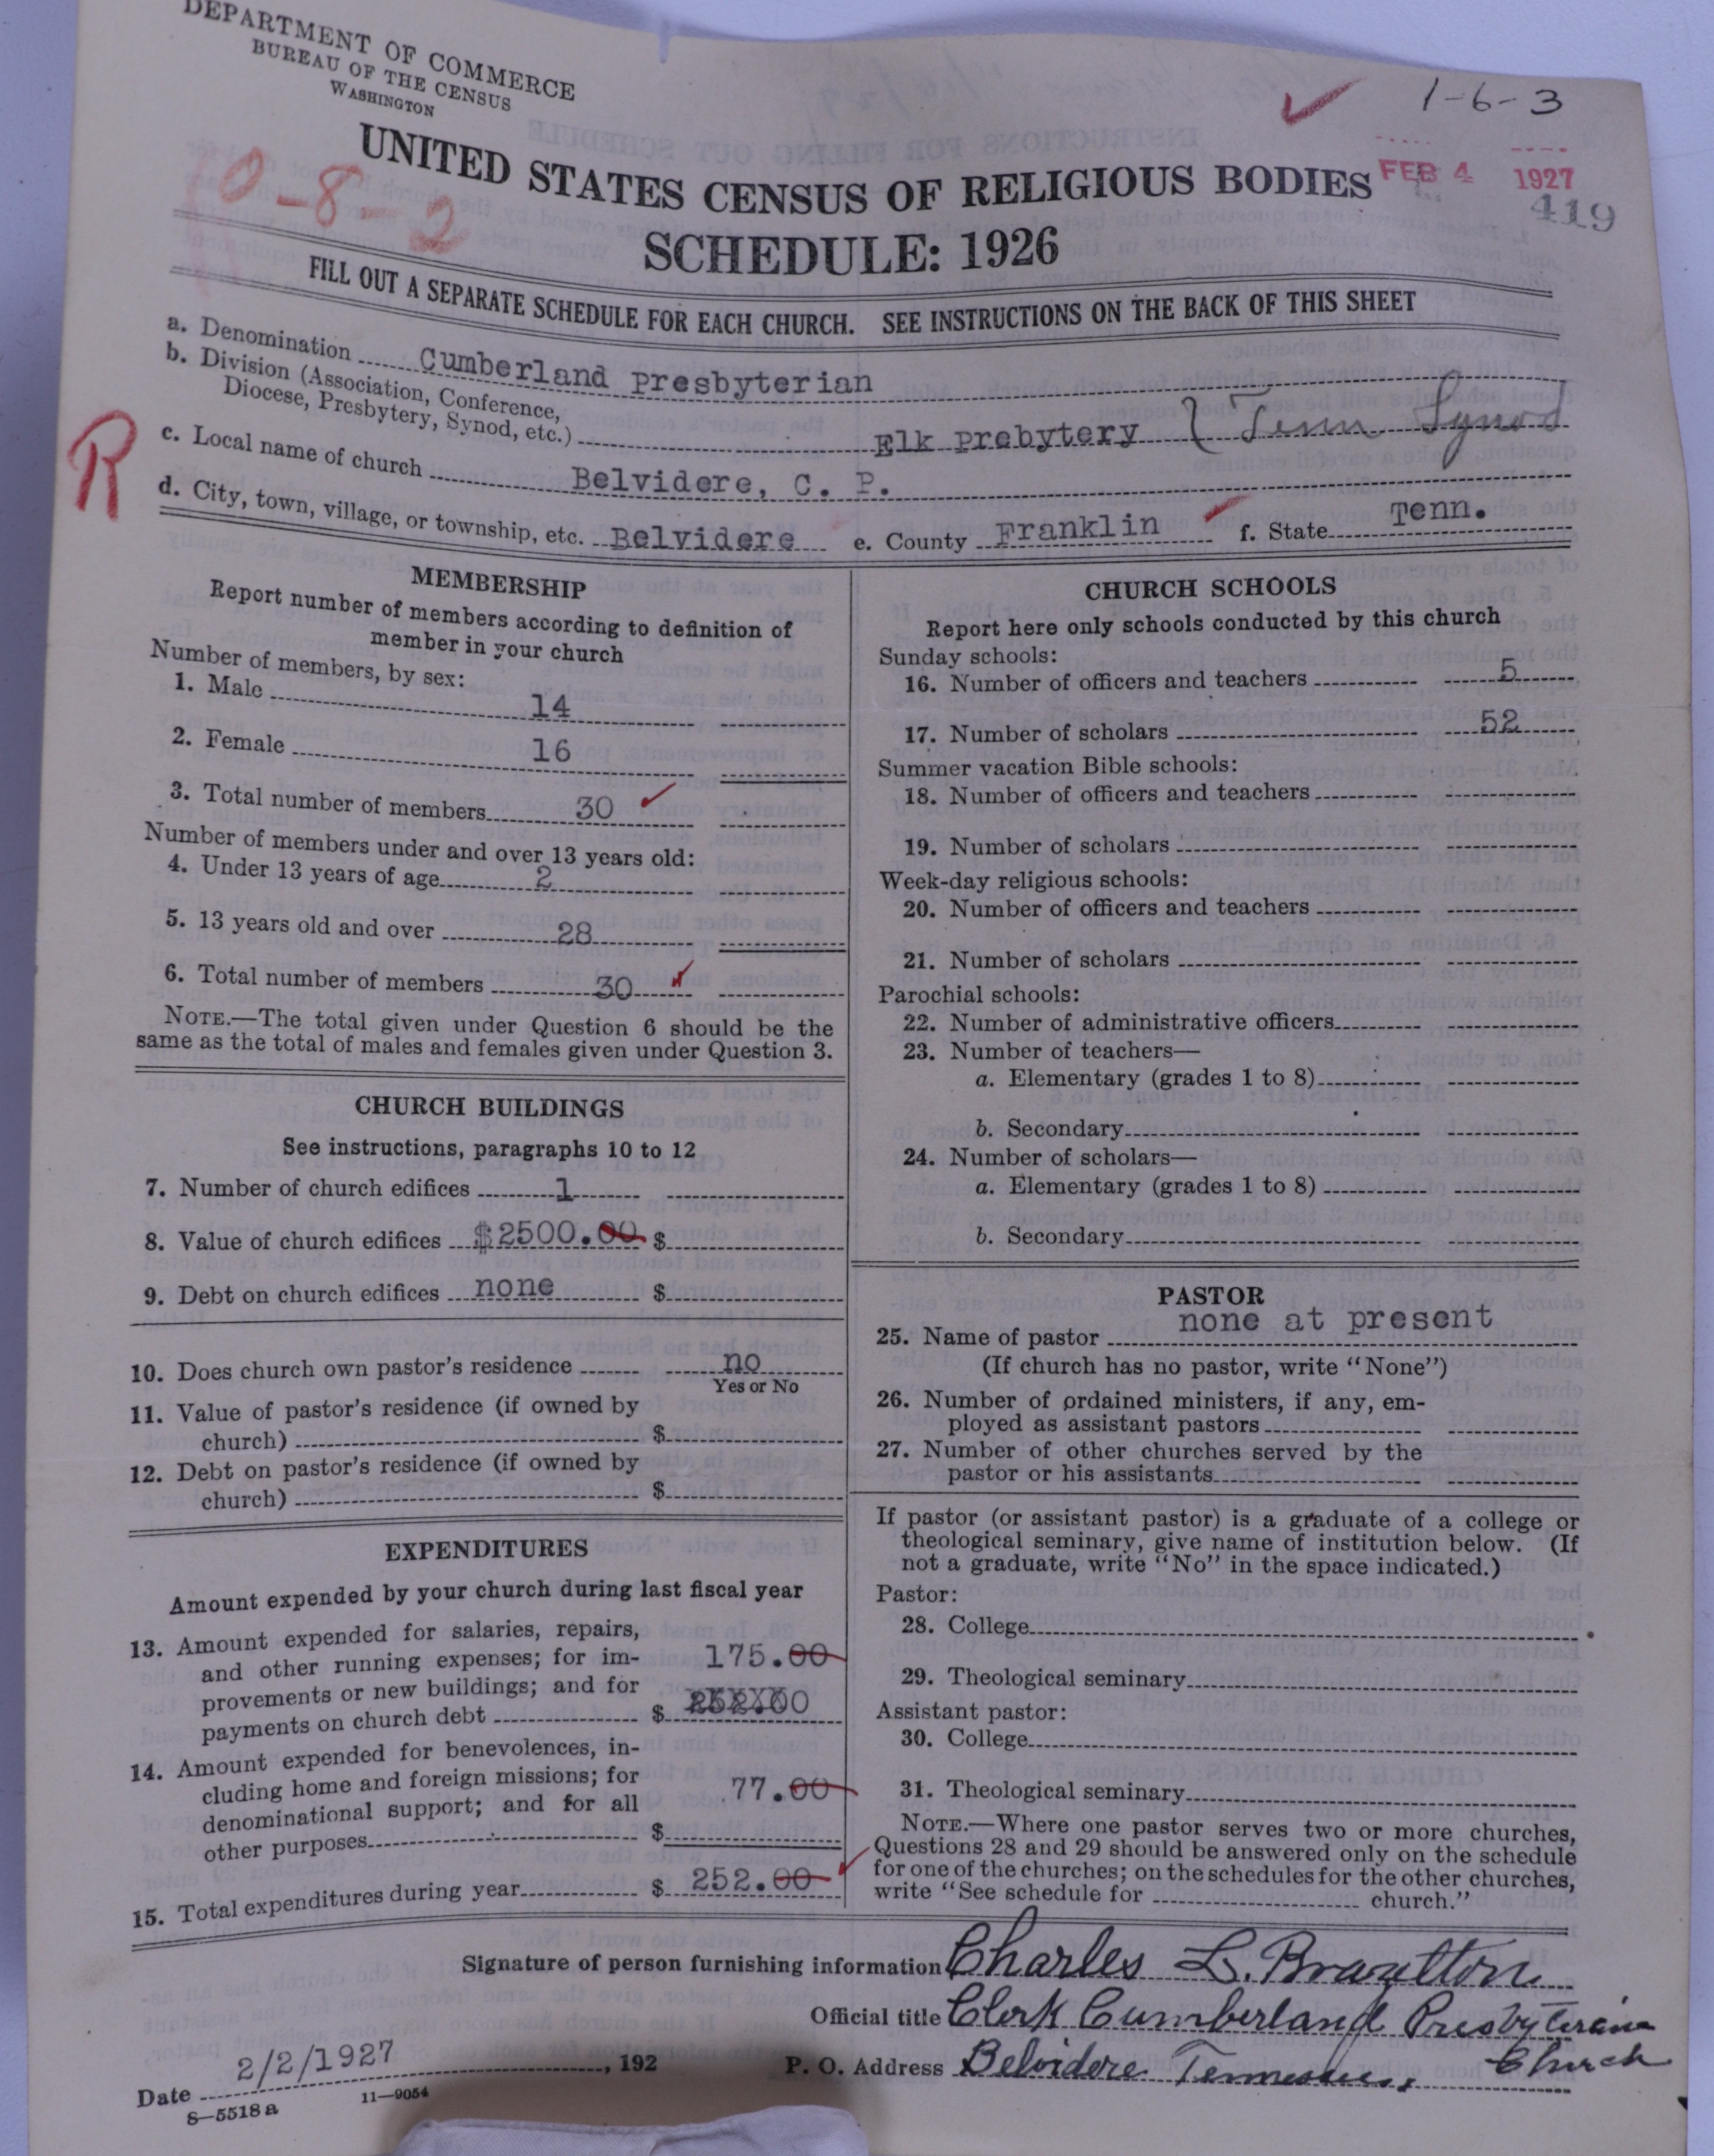 DEPARTMENT OF COMMERCE
BUREAU OF THE CENSUS
WASHINGTON
1-6-3
10-8-2
UNITED STATES CENSUS OF RELIGIOUS BODIES
FEB 4 1927
419
SCHEDULE: 1926
FILL OUT A SEPARATE SCHEDULE FOR EACH CHURCH. SEE INSTRUCTIONS ON THE BACK OF THIS SHEET
a. Denomination Cumberland Presbyterian
b. Division (Association, Conference,
Diocese, Presbytery, Synod, etc.) Elk Prebytery Tenn Synod
R
c. Local name of church Belvidere, C. P.
d. City, town, village, or township, etc. Belvidere e. County Franklin f. State Tenn.
MEMBERSHIP
Report number of members according to definition of
member in your church
Number of members, by sex:
1. Male 14
2. Female 16
3. Total number of members 30
Number of members under and over 13 years old:
4. Under 13 years of age 2
5. 13 years old and over 28
6. Total number of members 30
NOTE.—The total given under Question 6 should be the
same as the total of males and females given under Question 3.
CHURCH BUILDINGS
See instructions, paragraphs 10 to 12
7. Number of church edifices 1
8. Value of church edifices $2500.00 $
9. Debt on church edifices none $
10. Does church own pastor's residence no
Yes or No
11. Value of pastor's residence (if owned by
church) $
12. Debt on pastor's residence (if owned by
church) $
EXPENDITURES
Amount expended by your church during last fiscal year
13. Amount expended for salaries, repairs,
and other running expenses; for im- 175.00
provements or new buildings; and for 252.00
payments on church debt $
14. Amount expended for benevolences, in-
cluding home and foreign missions; for 77.00
denominational support; and for all
other purposes $
15. Total expenditures during year $ 252.00
CHURCH SCHOOLS
Report here only schools conducted by this church
Sunday schools:
16. Number of officers and teachers 5
17. Number of scholars 52
Summer vacation Bible schools:
18. Number of officers and teachers
19. Number of scholars
Week-day religious schools:
20. Number of officers and teachers
21. Number of scholars
Parochial schools:
22. Number of administrative officers
23. Number of teachers—
a. Elementary (grades 1 to 8)
b. Secondary
24. Number of scholars—
a. Elementary (grades 1 to 8)
b. Secondary
PASTOR
25. Name of pastor none at present
(If church has no pastor, write "None")
26. Number of ordained ministers, if any, em-
ployed as assistant pastors
27. Number of other churches served by the
pastor or his assistants
If pastor (or assistant pastor) is a graduate of a college or
theological seminary, give name of institution below. (If
not a graduate, write "No" in the space indicated.)
Pastor:
28. College
29. Theological seminary
Assistant pastor:
30. College
31. Theological seminary
NOTE.—Where one pastor serves two or more churches,
Questions 28 and 29 should be answered only on the schedule
for one of the churches; on the schedules for the other churches,
write "See schedule for church."
Signature of person furnishing information Charles L. Brazelton
Official title Clerk Cumberland Presbyterian
Church
P. O. Address Belvidere Tennessee.
Date 2/2/1927, 192
8—5518 a 11—9054